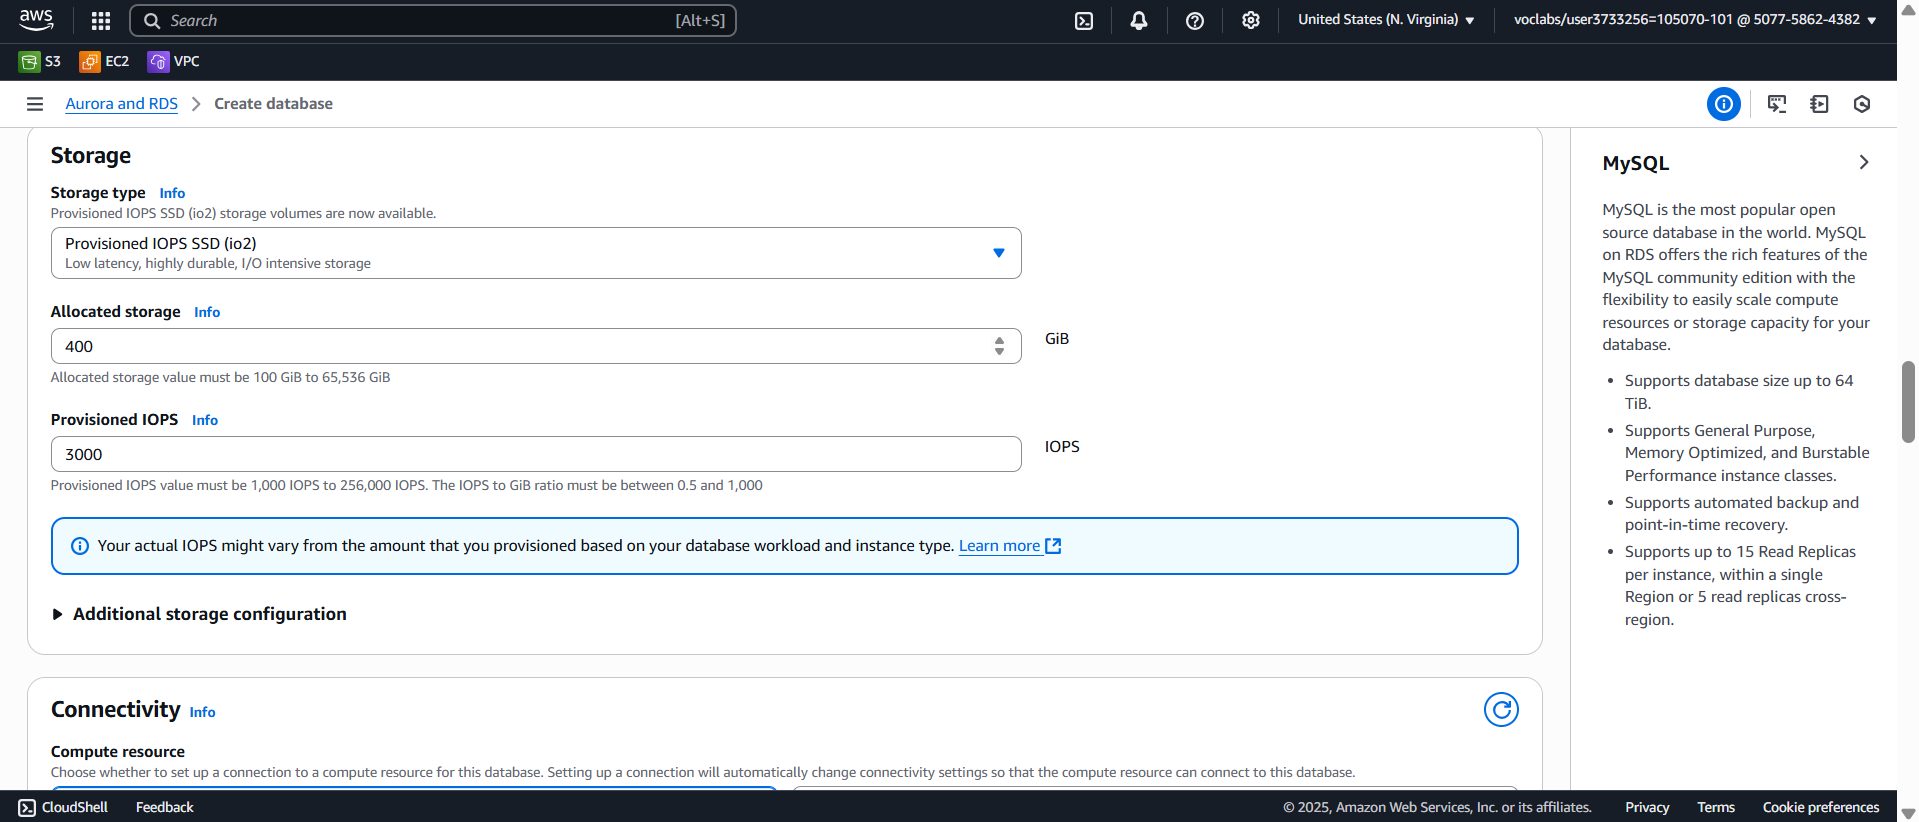 aws
Search [Alt+S]
United States (N. Virginia)
voclabs/user3733256=105070-101 @ 5077-5862-4382
S3 EC2 VPC
Aurora and RDS Create database
Storage
Storage type Info
Provisioned IOPS SSD (io2) storage volumes are now available.
Provisioned IOPS SSD (io2)
Low latency, highly durable, I/O intensive storage
Allocated storage Info
400
GiB
Allocated storage value must be 100 GiB to 65,536 GiB
Provisioned IOPS Info
3000
IOPS
Provisioned IOPS value must be 1,000 IOPS to 256,000 IOPS. The IOPS to GiB ratio must be between 0.5 and 1,000
Your actual IOPS might vary from the amount that you provisioned based on your database workload and instance type. Learn more
Additional storage configuration
Connectivity Info
Compute resource
Choose whether to set up a connection to a compute resource for this database. Setting up a connection will automatically change connectivity settings so that the compute resource can connect to this database.
MySQL
MySQL is the most popular open
source database in the world. MySQL
on RDS offers the rich features of the
MySQL community edition with the
flexibility to easily scale compute
resources or storage capacity for your
database.
• Supports database size up to 64
TiB.
• Supports General Purpose,
Memory Optimized, and Burstable
Performance instance classes.
• Supports automated backup and
point-in-time recovery.
• Supports up to 15 Read Replicas
per instance, within a single
Region or 5 read replicas cross-
region.
CloudShell Feedback
© 2025, Amazon Web Services, Inc. or its affiliates. Privacy Terms Cookie preferences